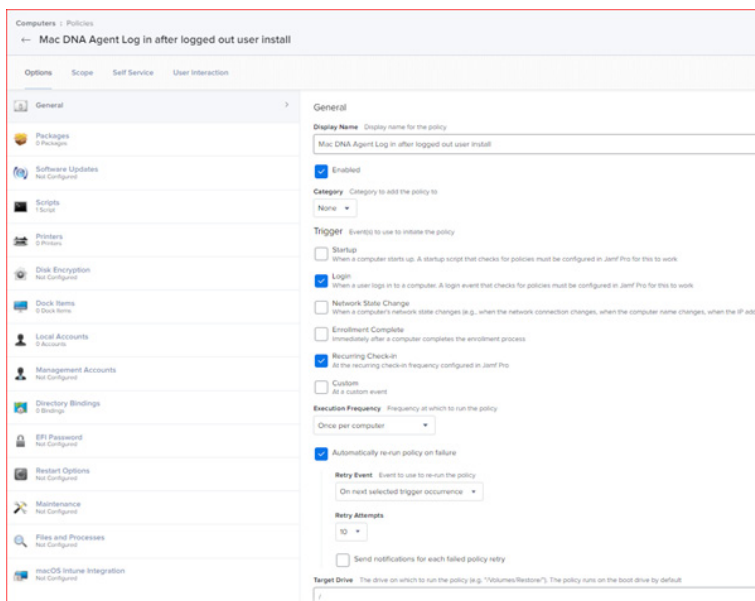 Computers : Policies
← Mac DNA Agent Log in after logged out user install
Options Scope Self Service User Interaction
General
Packages
0 Packages
Software Updates
Not Configured
Scripts
1 Script
Printers
0 Printers
Disk Encryption
Not Configured
Dock Items
0 Dock Items
Local Accounts
0 Accounts
Management Accounts
Not Configured
Directory Bindings
0 Bindings
EFI Password
Not Configured
Restart Options
Not Configured
Maintenance
Not Configured
Files and Processes
Not Configured
macOS Intune Integration
Not Configured
General
Display Name Display name for the policy
Mac DNA Agent Log in after logged out user install
Enabled
Category Category to add the policy to
None
Trigger Event(s) to use to initiate the policy
Startup
When a computer starts up. A startup script that checks for policies must be configured in Jamf Pro for this to work
Login
When a user logs in to a computer. A login event that checks for policies must be configured in Jamf Pro for this to work
Network State Change
When a computer's network state changes (e.g., when the network connection changes, when the computer name changes, when the IP add
Enrollment Complete
Immediately after a computer completes the enrollment process
Recurring Check-in
At the recurring check-in frequency configured in Jamf Pro
Custom
At a custom event
Execution Frequency Frequency at which to run the policy
Once per computer
Automatically re-run policy on failure
Retry Event Event to use to re-run the policy
On next selected trigger occurrence
Retry Attempts
10
Send notifications for each failed policy retry
Target Drive The drive on which to run the policy (e.g. "/Volumes/Restore/"). The policy runs on the boot drive by default
/